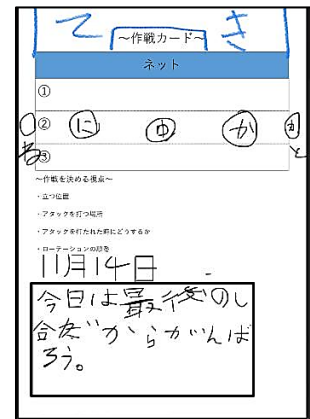 て き
～作戦カード～
ネット
①
② に ゆ か
③
～作戦を決める視点～
・立つ位置
・アタックを打つ場所
・アタックを打たれた時にどうするか
・ローテーションの順番
11月14日
今日は最後のし
合だからがんば
ろう。